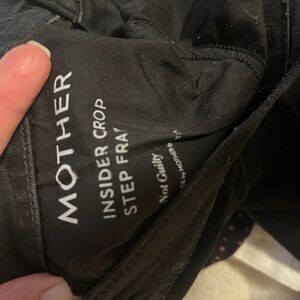 MOTHER
INSIDER CROP
STEP FRAY
Not Guilty